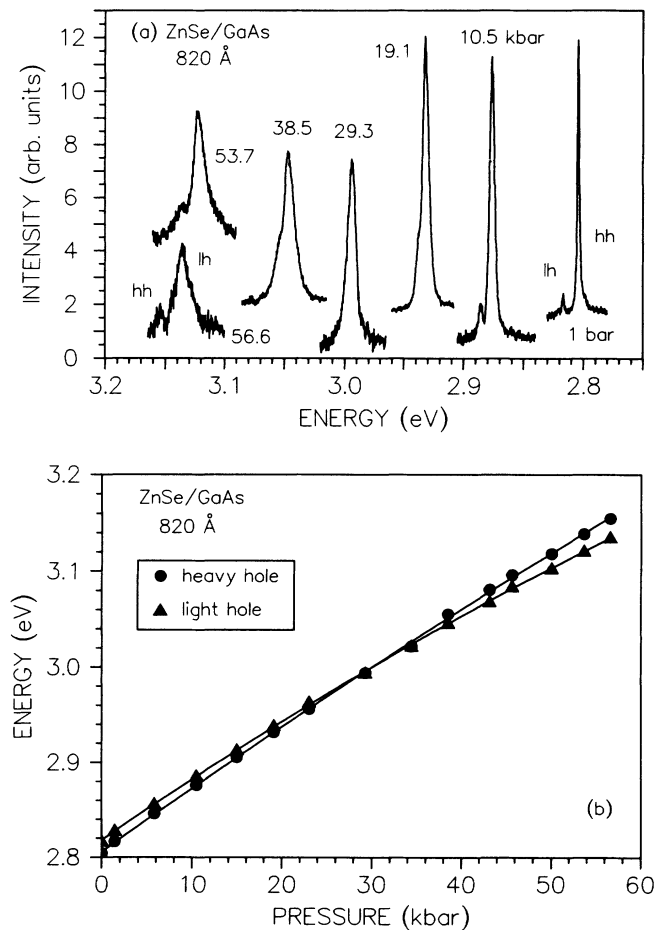 (a) ZnSe/GaAs
820 Å
12
10
8
6
4
2
0
INTENSITY (arb. units)
53.7
38.5
29.3
19.1
10.5 kbar
hh
lh
56.6
lh
hh
1 bar
3.2
3.1
3.0
2.9
2.8
ENERGY (eV)
ZnSe/GaAs
820 Å
heavy hole
light hole
3.2
3.1
3.0
2.9
2.8
ENERGY (eV)
(b)
0
10
20
30
40
50
60
PRESSURE (kbar)